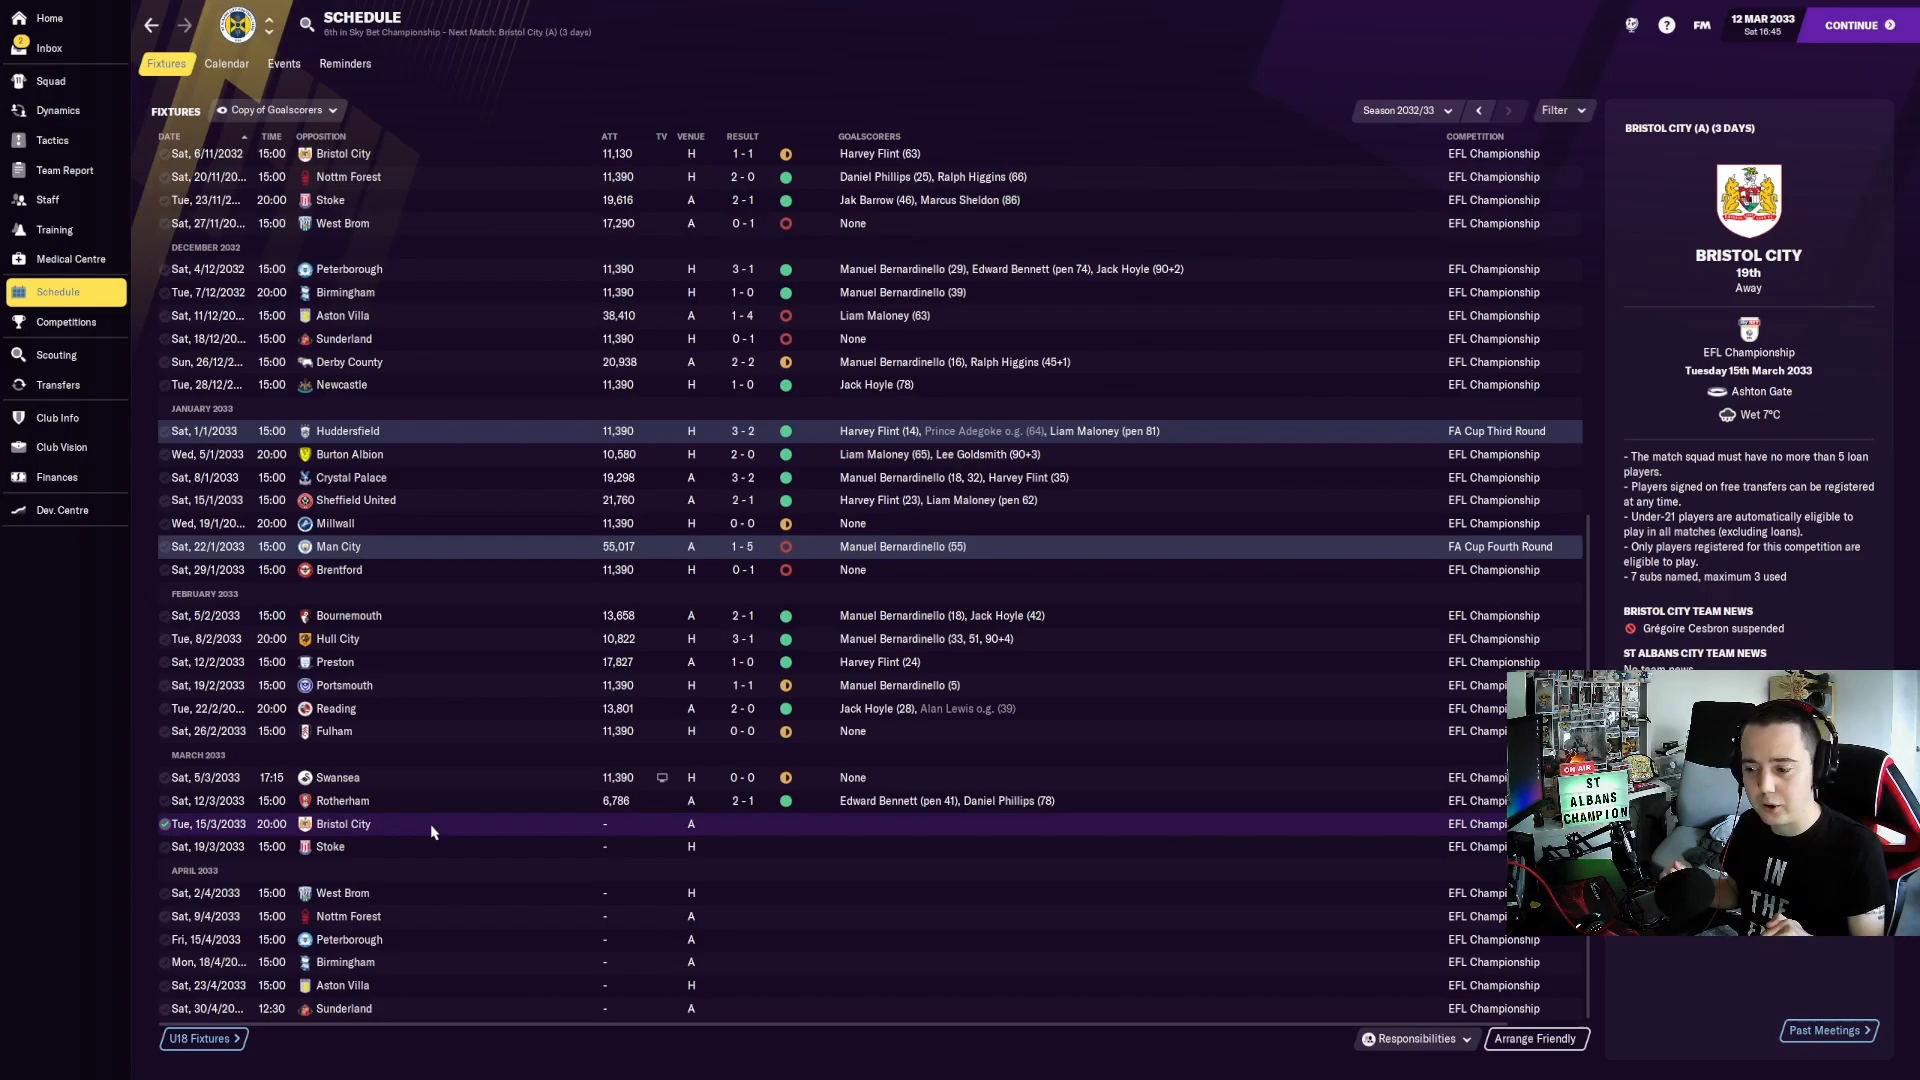 Home
2
Inbox
Squad
Dynamics
Tactics
Team Report
Staff
Training
Medical Centre
Schedule
Competitions
Scouting
Transfers
Club Info
Club Vision
Finances
Dev. Centre
SCHEDULE
6th in Sky Bet Championship - Next Match: Bristol City (A) (3 days)
? FM
12 MAR 2033
Sat 16:45
CONTINUE
Fixtures Calendar Events Reminders
FIXTURES Copy of Goalscorers
Season 2032/33 Filter
DATE TIME OPPOSITION ATT TV VENUE RESULT GOALSCORERS COMPETITION
Sat, 6/11/2032 15:00 Bristol City 11,130 H 1 - 1 Harvey Flint (63) EFL Championship
Sat, 20/11/20... 15:00 Nottm Forest 11,390 H 2 - 0 Daniel Phillips (25), Ralph Higgins (66) EFL Championship
Tue, 23/11/2... 20:00 Stoke 19,616 A 2 - 1 Jak Barrow (46), Marcus Sheldon (86) EFL Championship
Sat, 27/11/20... 15:00 West Brom 17,290 A 0 - 1 None EFL Championship
DECEMBER 2032
Sat, 4/12/2032 15:00 Peterborough 11,390 H 3 - 1 Manuel Bernardinello (29), Edward Bennett (pen 74), Jack Hoyle (90+2) EFL Championship
Tue, 7/12/2032 20:00 Birmingham 11,390 H 1 - 0 Manuel Bernardinello (39) EFL Championship
Sat, 11/12/20... 15:00 Aston Villa 38,410 A 1 - 4 Liam Maloney (63) EFL Championship
Sat, 18/12/20... 15:00 Sunderland 11,390 H 0 - 1 None EFL Championship
Sun, 26/12/2... 15:00 Derby County 20,938 A 2 - 2 Manuel Bernardinello (16), Ralph Higgins (45+1) EFL Championship
Tue, 28/12/2... 15:00 Newcastle 11,390 H 1 - 0 Jack Hoyle (78) EFL Championship
JANUARY 2033
Sat, 1/1/2033 15:00 Huddersfield 11,390 H 3 - 2 Harvey Flint (14), Prince Adegoke o.g. (64), Liam Maloney (pen 81) FA Cup Third Round
Wed, 5/1/2033 20:00 Burton Albion 10,580 H 2 - 0 Liam Maloney (65), Lee Goldsmith (90+3) EFL Championship
Sat, 8/1/2033 15:00 Crystal Palace 19,298 A 3 - 2 Manuel Bernardinello (18, 32), Harvey Flint (35) EFL Championship
Sat, 15/1/2033 15:00 Sheffield United 21,760 A 2 - 1 Harvey Flint (23), Liam Maloney (pen 62) EFL Championship
Wed, 19/1/20... 20:00 Millwall 11,390 H 0 - 0 None EFL Championship
Sat, 22/1/2033 15:00 Man City 55,017 A 1 - 5 Manuel Bernardinello (55) FA Cup Fourth Round
Sat, 29/1/2033 15:00 Brentford 11,390 H 0 - 1 None EFL Championship
FEBRUARY 2033
Sat, 5/2/2033 15:00 Bournemouth 13,658 A 2 - 1 Manuel Bernardinello (18), Jack Hoyle (42) EFL Championship
Tue, 8/2/2033 20:00 Hull City 10,822 H 3 - 1 Manuel Bernardinello (33, 51, 90+4) EFL Championship
Sat, 12/2/2033 15:00 Preston 17,827 A 1 - 0 Harvey Flint (24) EFL Championship
Sat, 19/2/2033 15:00 Portsmouth 11,390 H 1 - 1 Manuel Bernardinello (5) EFL Champi
Tue, 22/2/20... 20:00 Reading 13,801 A 2 - 0 Jack Hoyle (28), Alan Lewis o.g. (39) EFL Champi
Sat, 26/2/2033 15:00 Fulham 11,390 H 0 - 0 None EFL Champi
MARCH 2033
Sat, 5/3/2033 17:15 Swansea 11,390 H 0 - 0 None EFL Champi
Sat, 12/3/2033 15:00 Rotherham 6,786 A 2 - 1 Edward Bennett (pen 41), Daniel Phillips (78) EFL Champi
Tue, 15/3/2033 20:00 Bristol City - A EFL Champi
Sat, 19/3/2033 15:00 Stoke - H EFL Champi
APRIL 2033
Sat, 2/4/2033 15:00 West Brom - H EFL Champi
Sat, 9/4/2033 15:00 Nottm Forest - A EFL Champi
Fri, 15/4/2033 15:00 Peterborough - A EFL Championship
Mon, 18/4/20... 15:00 Birmingham - A EFL Championship
Sat, 23/4/2033 15:00 Aston Villa - H EFL Championship
Sat, 30/4/20... 12:30 Sunderland - A EFL Championship
U18 Fixtures
Responsibilities Arrange Friendly
BRISTOL CITY (A) (3 DAYS)
BRISTOL CITY
19th
Away
EFL Championship
Tuesday 15th March 2033
Ashton Gate
Wet 7°C
- The match squad must have no more than 5 loan
players.
- Players signed on free transfers can be registered
at any time.
- Under-21 players are automatically eligible to
play in all matches (excluding loans).
- Only players registered for this competition are
eligible to play.
- 7 subs named, maximum 3 used
BRISTOL CITY TEAM NEWS
Grégoire Cesbron suspended
ST ALBANS CITY TEAM NEWS
No team news
ON AIR
ST
ALBANS
CHAMPION
IN
THE
Past Meetings